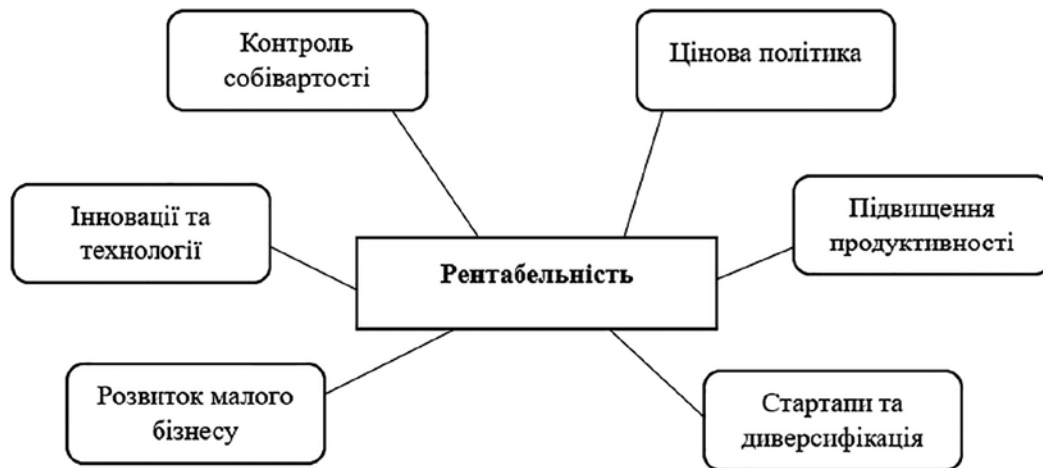 Контроль
собівартості
Цінова політика
Інновації та
технології
Підвищення
продуктивності
Рентабельність
Розвиток малого
бізнесу
Стартапи та
диверсифікація